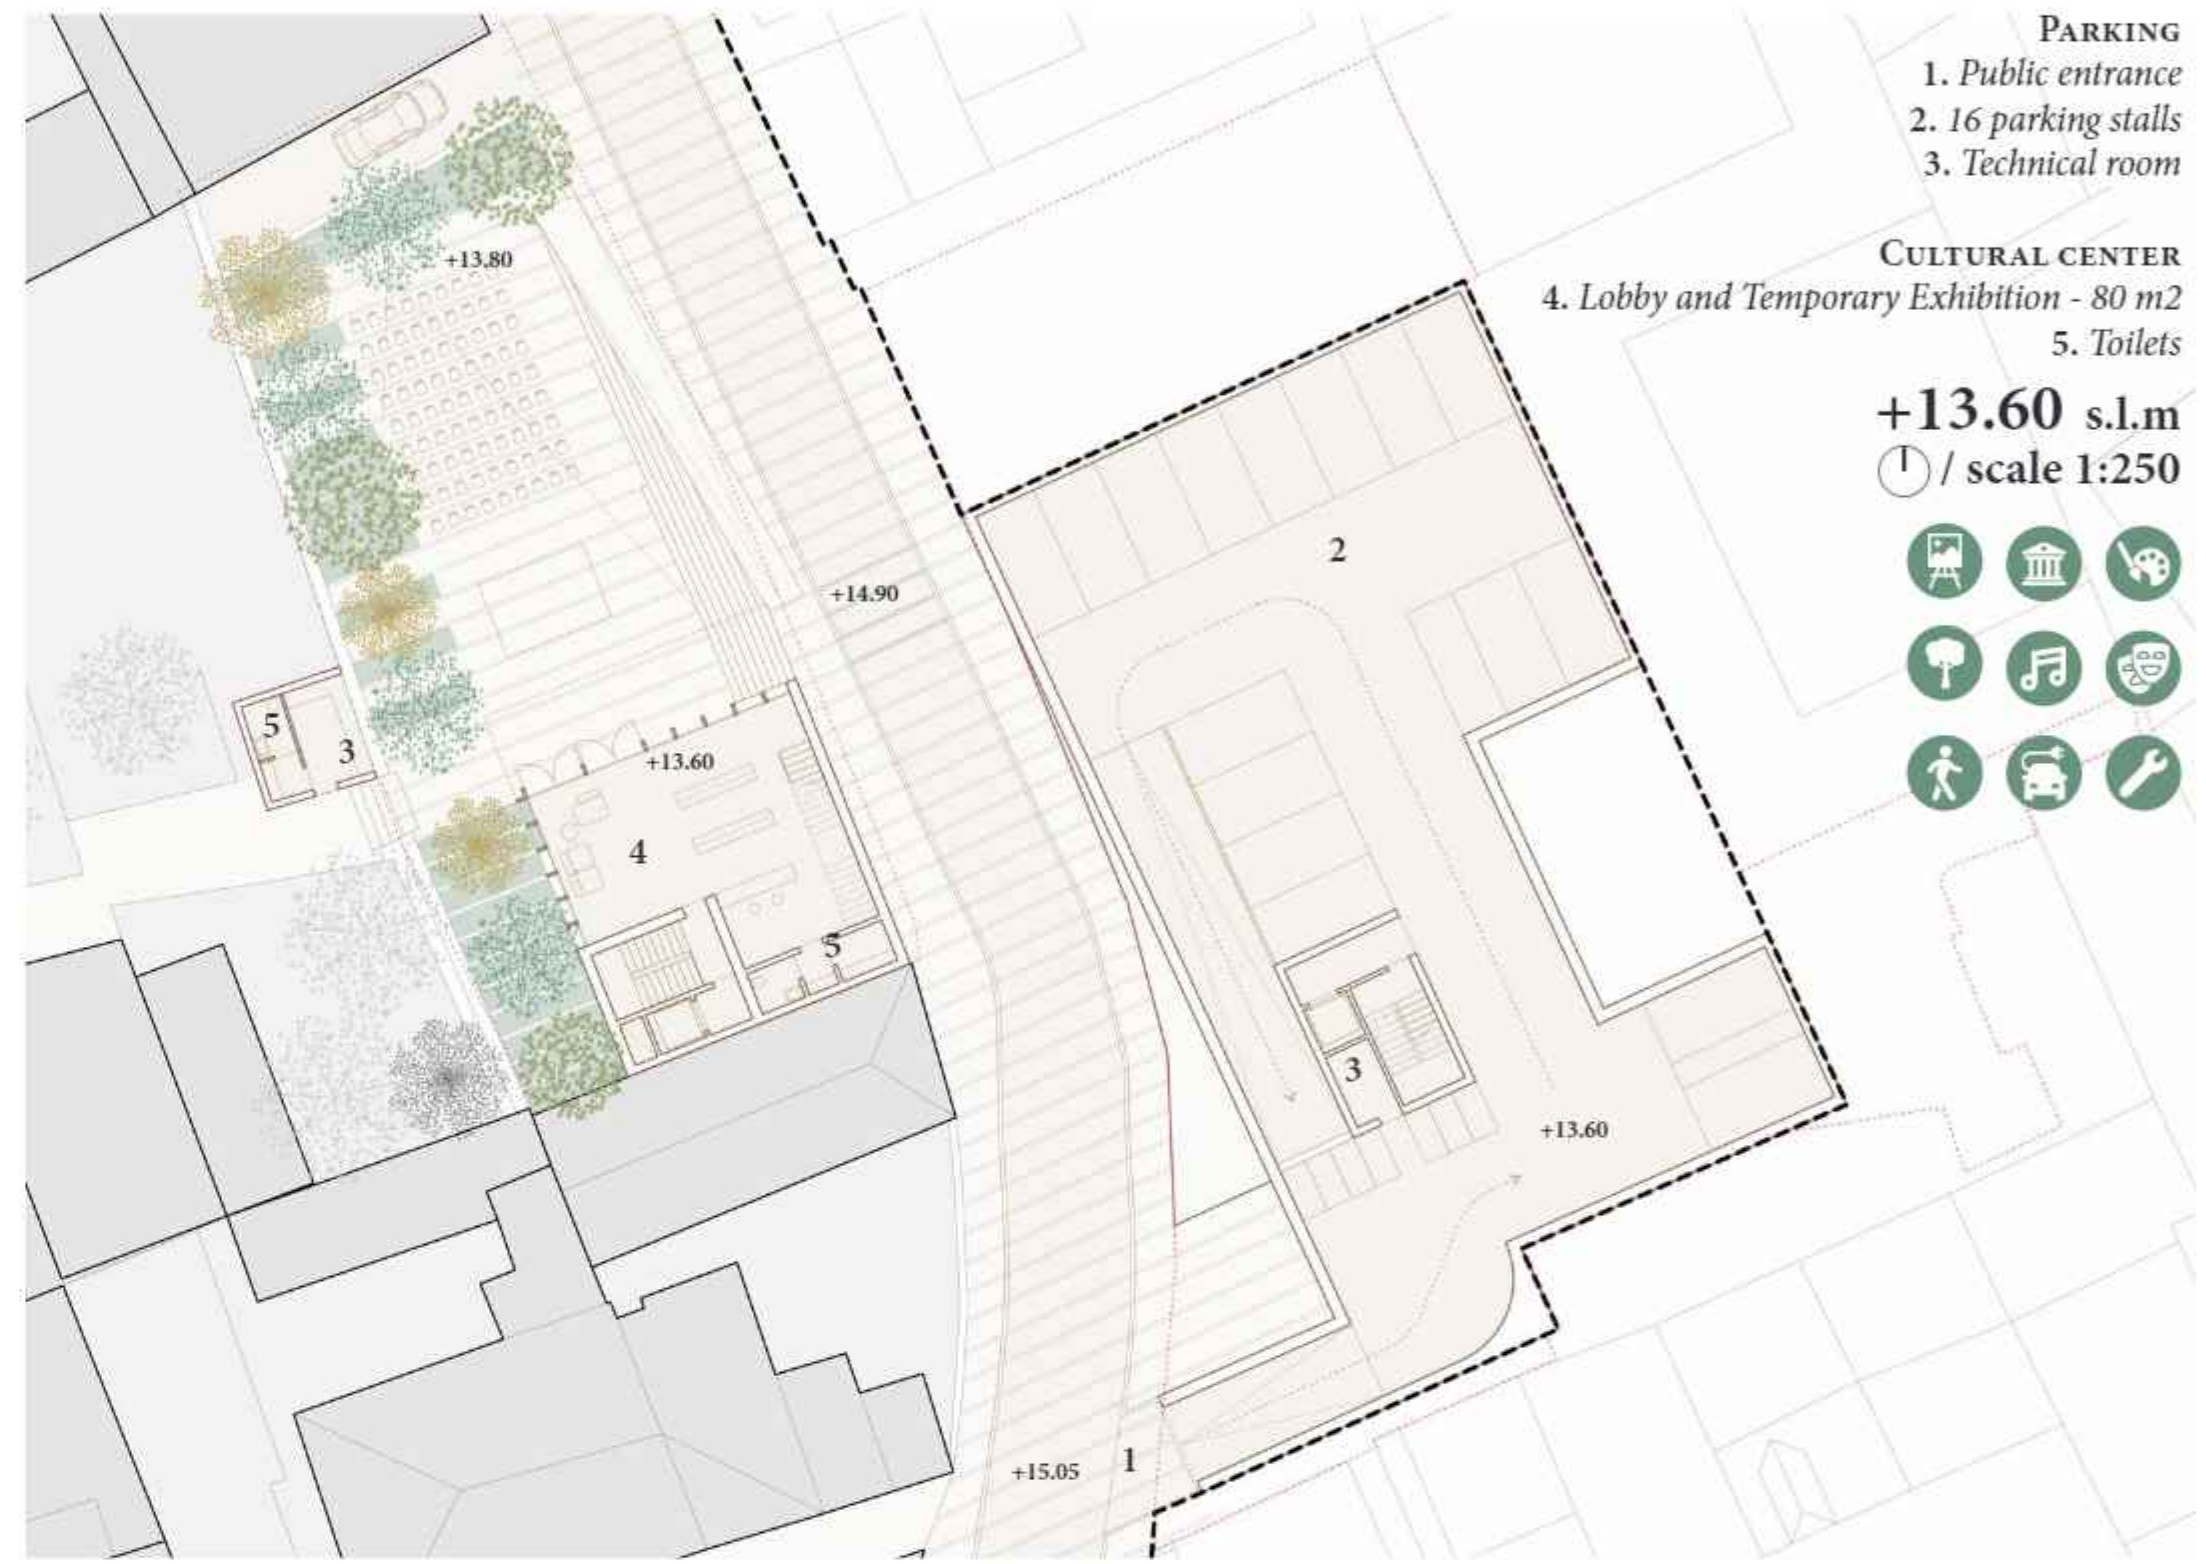 PARKING
1. Public entrance
2. 16 parking stalls
3. Technical room
CULTURAL CENTER
4. Lobby and Temporary Exhibition - 80 m2
5. Toilets
+13.60 s.l.m
/ scale 1:250
+13.80
2
+14.90
5
3
+13.60
4
5
3
+13.60
+15.05
1